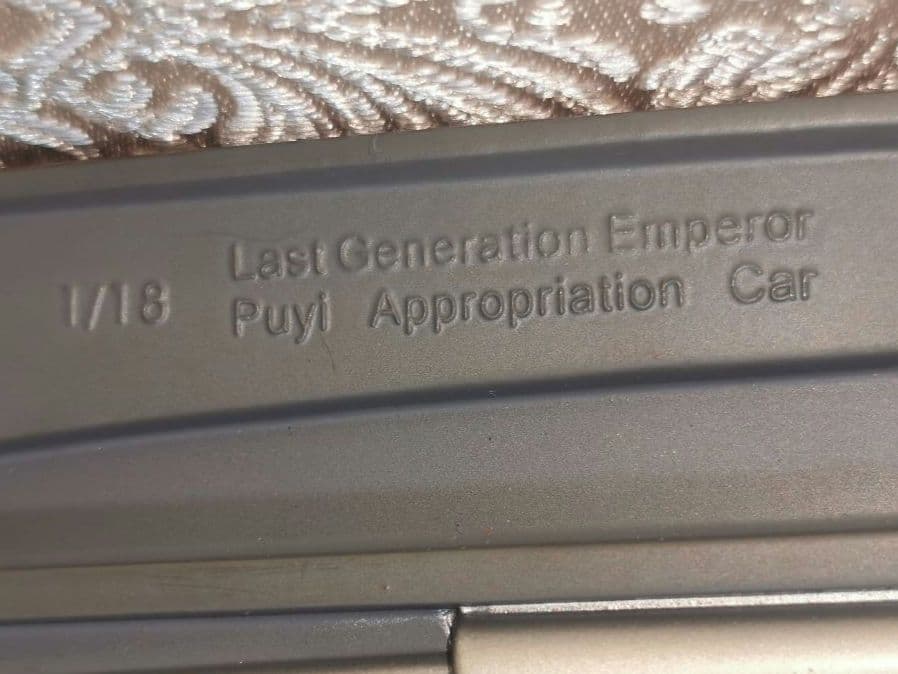 1/18
Last Generation Emperor
Puyi Appropriation Car